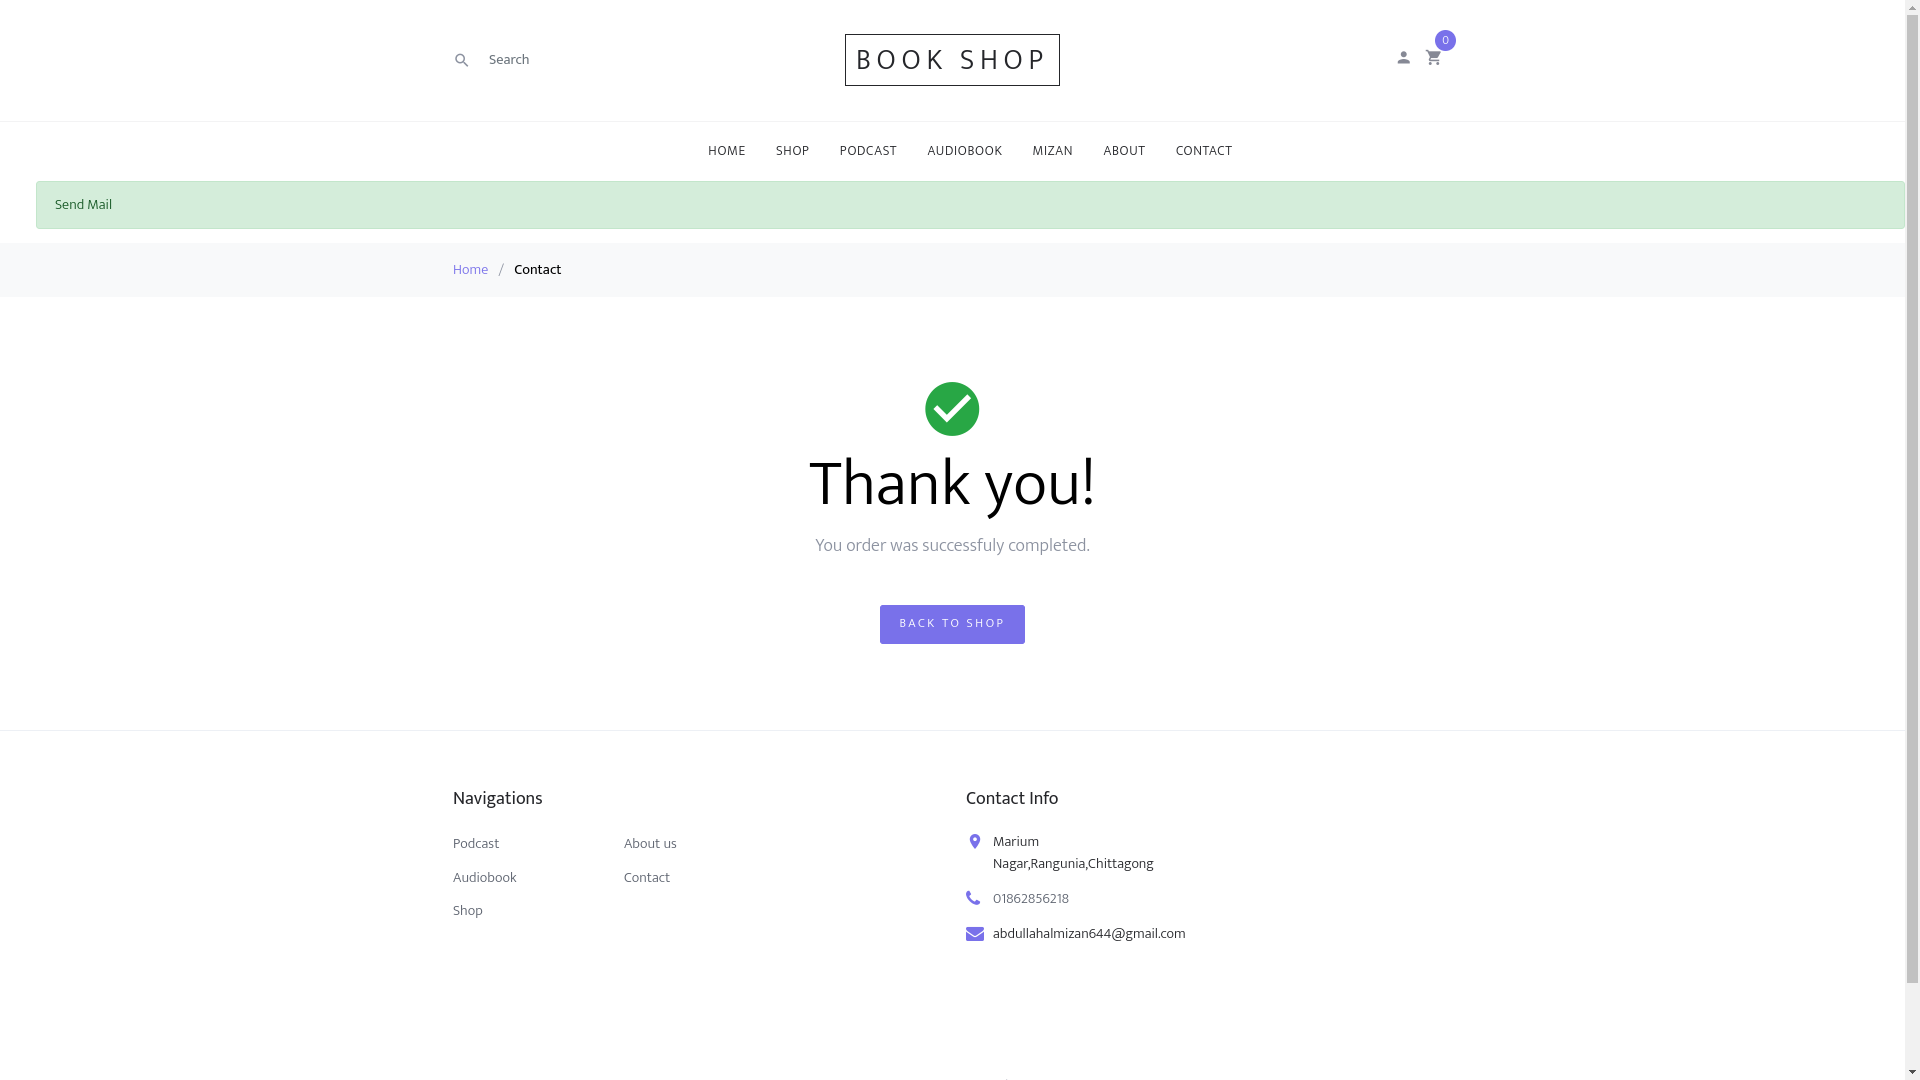 Search
BOOK SHOP
0
HOME SHOP PODCAST AUDIOBOOK MIZAN ABOUT CONTACT
Send Mail
Home / Contact
Thank you!
You order was successfuly completed.
BACK TO SHOP
Navigations
Podcast
Audiobook
Shop
About us
Contact
Contact Info
Marium
Nagar,Rangunia,Chittagong
01862856218
abdullahalmizan644@gmail.com